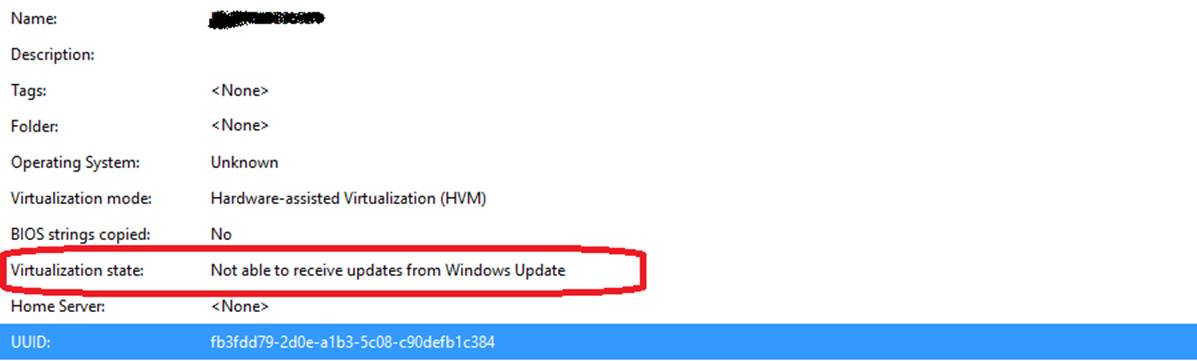 Name:
Description:
Tags: <None>
Folder: <None>
Operating System: Unknown
Virtualization mode: Hardware-assisted Virtualization (HVM)
BIOS strings copied: No
Virtualization state: Not able to receive updates from Windows Update
Home Server: <None>
UUID: fb3fdd79-2d0e-a1b3-5c08-c90defb1c384